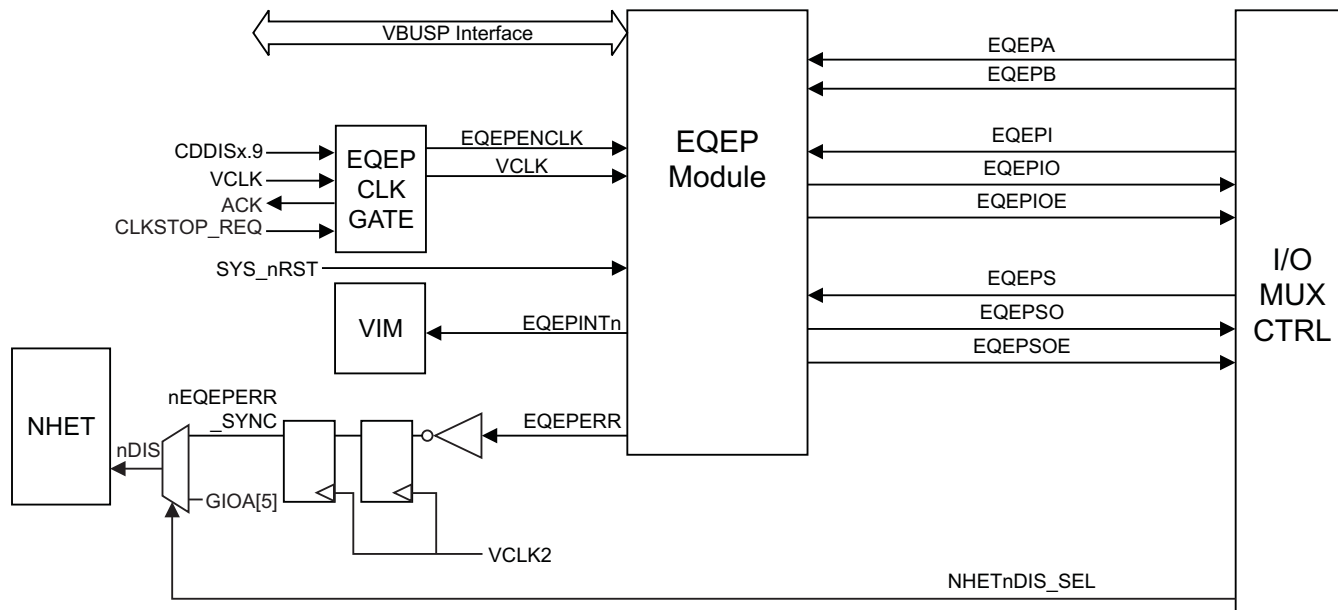 VBUSP Interface
EQEP
Module
EQEPA
EQEPB
EQEPI
EQEPIO
EQEPIOE
EQEPS
EQEPSO
EQEPSOE
I/O
MUX
CTRL
CDDISx.9
VCLK
ACK
CLKSTOP_REQ
EQEP
CLK
GATE
EQEPENCLK
VCLK
SYS_nRST
VIM
EQEPINTn
NHET
nDIS
nEQEPERR
_SYNC
GIOA[5]
EQEPERR
VCLK2
NHETnDIS_SEL